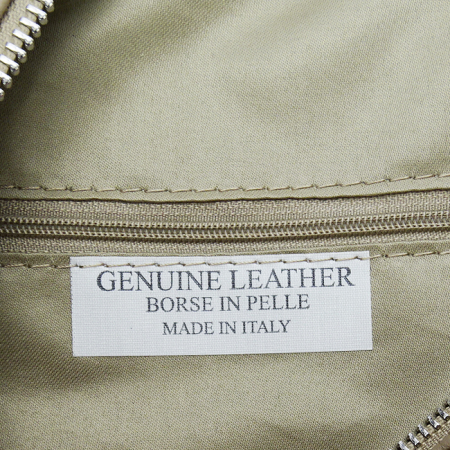 GENUINE LEATHER
BORSE IN PELLE
MADE IN ITALY